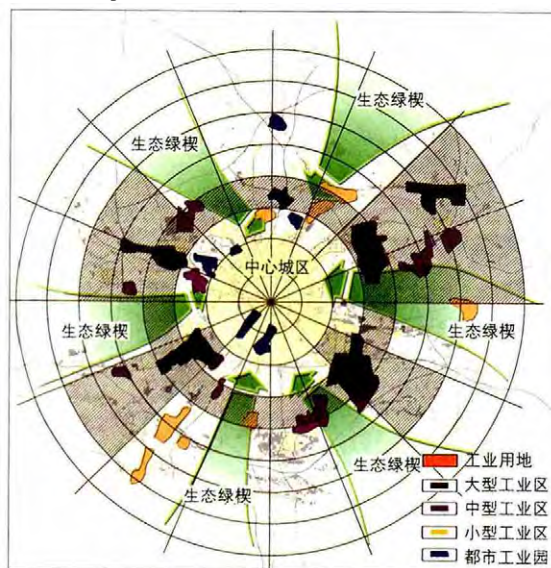 生态绿楔
生态绿楔
中心城区
生态绿楔
生态绿楔
生态绿楔
生态绿楔
工业用地
大型工业区
中型工业区
小型工业区
都市工业园